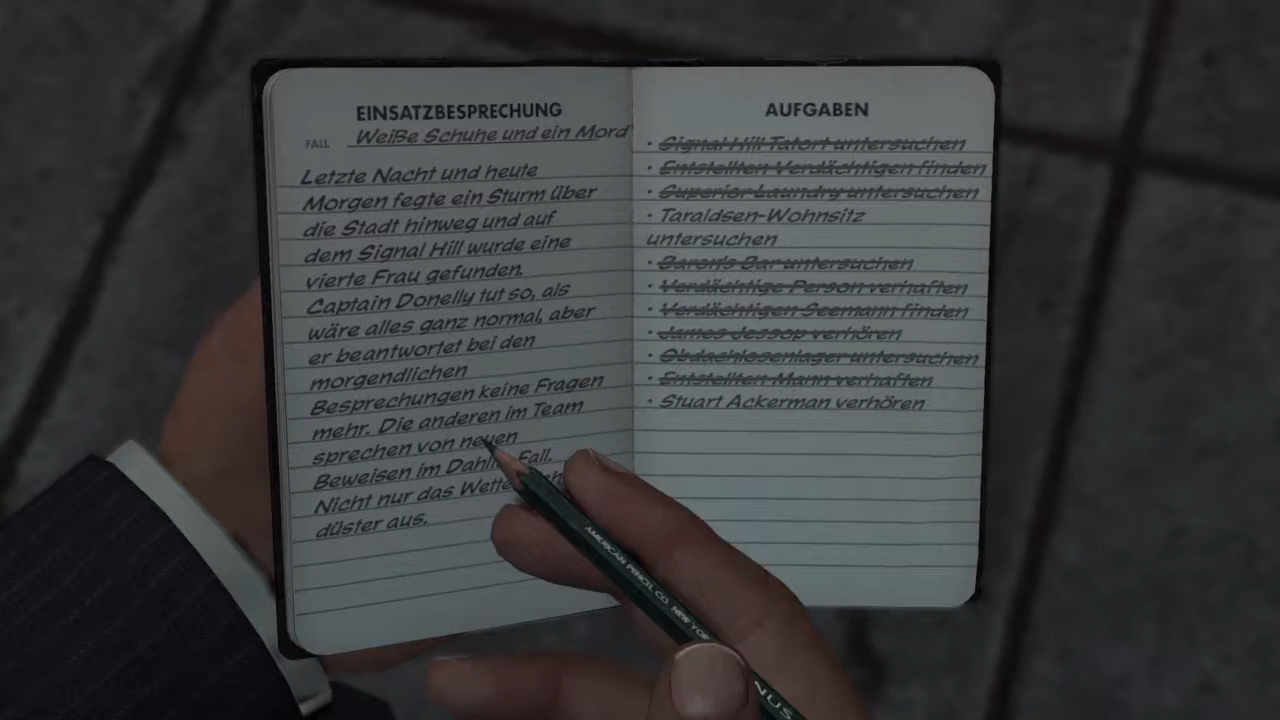 EINSATZBESPRECHUNG
FALL Weiße Schuhe und ein Mord
Letzte Nacht und heute
Morgen fegte ein Sturm über
die Stadt hinweg und auf
dem Signal Hill wurde eine
vierte Frau gefunden.
Captain Donelly tut so, als
wäre alles ganz normal, aber
er beantwortet bei den
morgendlichen
Besprechungen keine Fragen
mehr. Die anderen im Team
sprechen von neuen
Beweisen im Fall.
Nicht nur das
düster aus.
AUFGABEN
· Signal Hill Tatort untersuchen
· Entstellten Verdächtigen finden
· Superior Laundry untersuchen
· Taraldsen-Wohnsitz
untersuchen
· Baron's Bar untersuchen
· Verdächtige Person verhaften
· Verdächtigen Seemann finden
· James Jessop verhören
· Obdachlosenlager untersuchen
· Entstellten Mann verhaften
· Stuart Ackerman verhören
AMERICAN PENCIL CO. NEW YORK